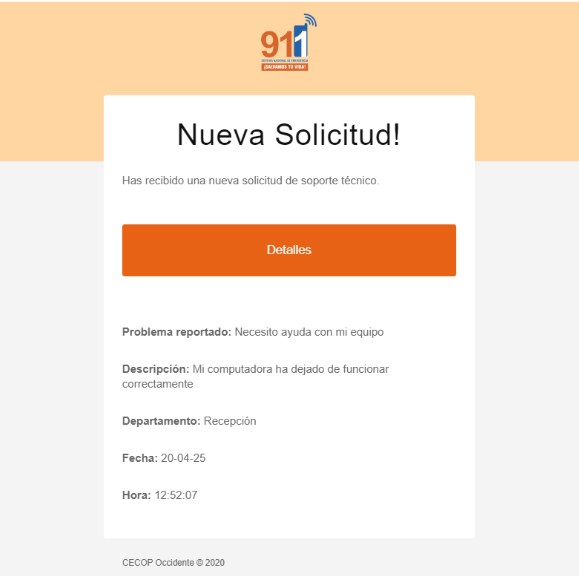 911
SISTEMA NACIONAL DE EMERGENCIA
¡SALVAMOS TU VIDA!
Nueva Solicitud!
Has recibido una nueva solicitud de soporte técnico.
Detalles
Problema reportado: Necesito ayuda con mi equipo
Descripción: Mi computadora ha dejado de funcionar
correctamente
Departamento: Recepción
Fecha: 20-04-25
Hora: 12:52:07
CECOP Occidente © 2020